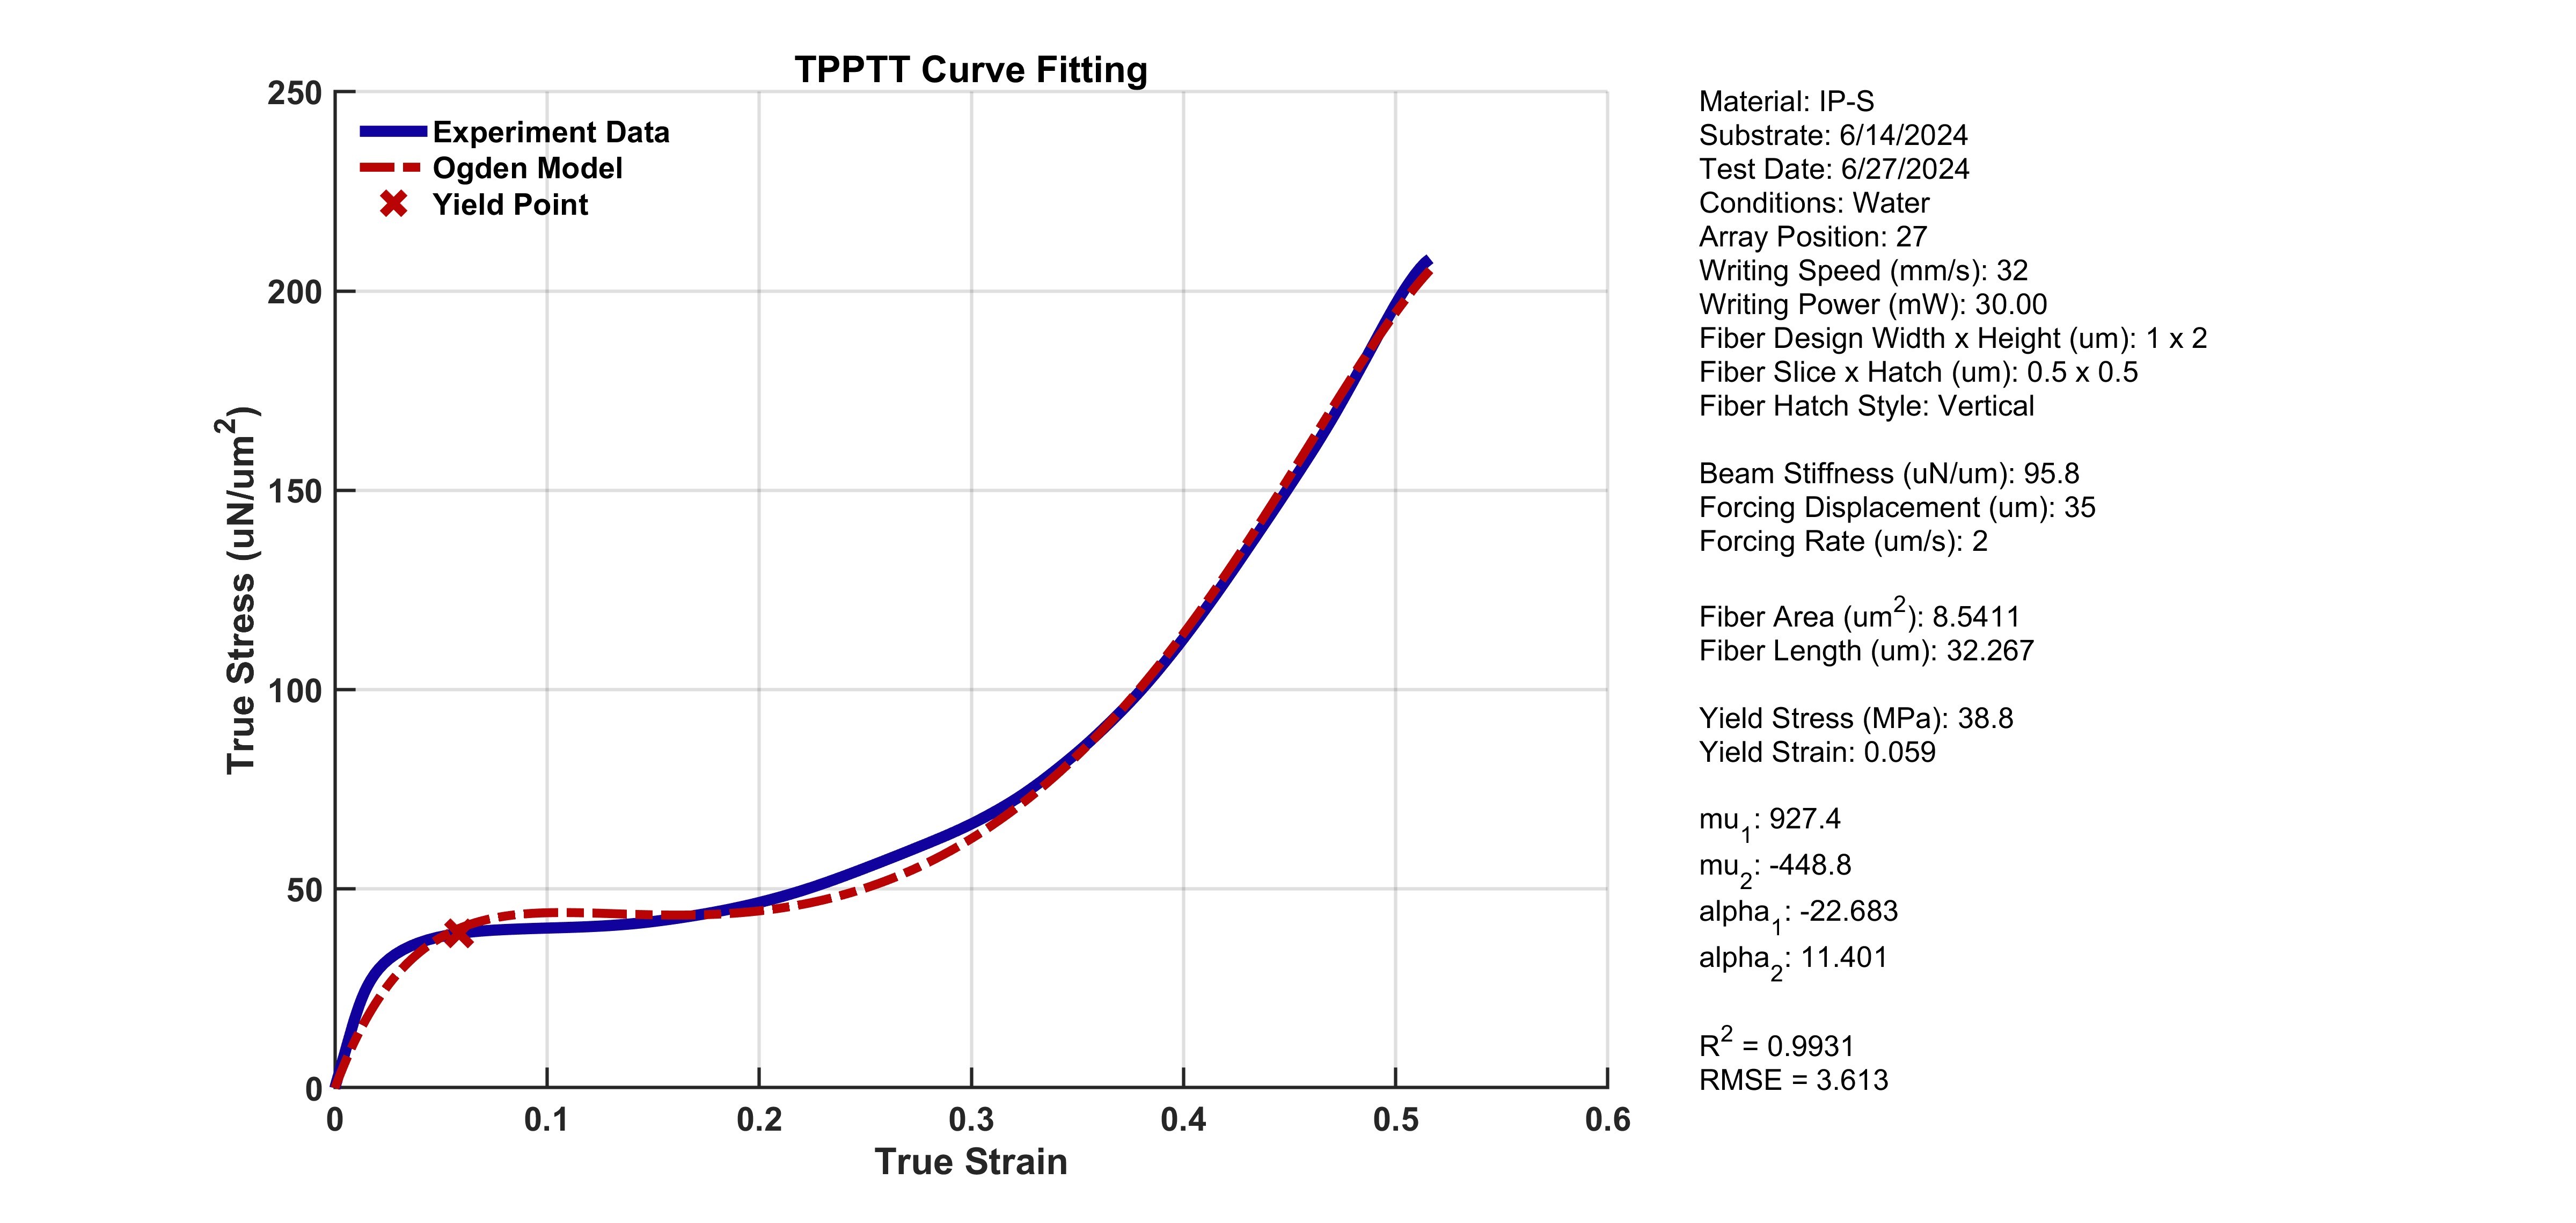 TPPTT Curve Fitting
Experiment Data
Ogden Model
Yield Point
True Stress (uN/um²)
250
200
150
100
50
0
0 0.1 0.2 0.3 0.4 0.5 0.6
True Strain
Material: IP-S
Substrate: 6/14/2024
Test Date: 6/27/2024
Conditions: Water
Array Position: 27
Writing Speed (mm/s): 32
Writing Power (mW): 30.00
Fiber Design Width x Height (um): 1 x 2
Fiber Slice x Hatch (um): 0.5 x 0.5
Fiber Hatch Style: Vertical
Beam Stiffness (uN/um): 95.8
Forcing Displacement (um): 35
Forcing Rate (um/s): 2
Fiber Area (um²): 8.5411
Fiber Length (um): 32.267
Yield Stress (MPa): 38.8
Yield Strain: 0.059
mu₁: 927.4
mu₂: -448.8
alpha₁: -22.683
alpha₂: 11.401
R² = 0.9931
RMSE = 3.613